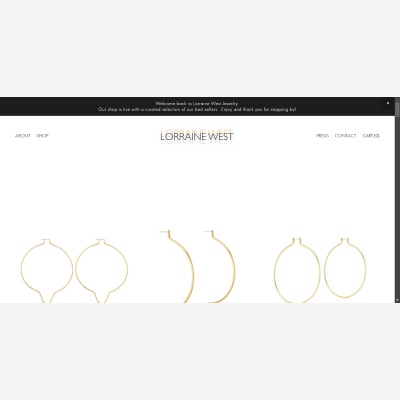 Welcome back to Lorraine West Jewelry.
Our shop is live with a curated selection of our best sellers. Enjoy and thank you for stopping by!
ABOUT SHOP
LORRAINE WEST
PRESS CONTACT CART(0)